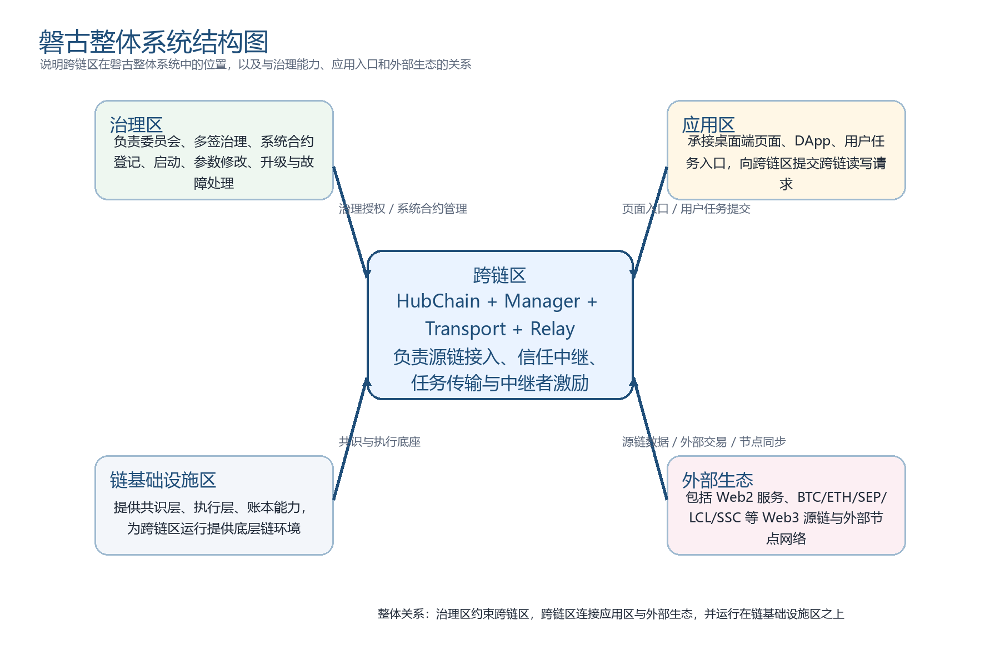 磐古整体系统结构图
说明跨链区在磐古整体系统中的位置，以及与治理能力、应用入口和外部生态的关系
治理区
负责委员会、多签治理、系统合约
登记、启动、参数修改、升级与故
障处理
应用区
承接桌面端页面、DApp、用户任
务入口，向跨链区提交跨链读写请
求
治理授权 / 系统合约管理
页面入口 / 用户任务提交
跨链区
HubChain + Manager +
Transport + Relay
负责源链接入、信任中继、
任务传输与中继者激励
共识与执行底座
源链数据 / 外部交易 / 节点同步
链基础设施区
提供共识层、执行层、账本能力，
为跨链区运行提供底层链环境
外部生态
包括 Web2 服务、BTC/ETH/SEP/
LCL/SSC 等 Web3 源链与外部节
点网络
整体关系：治理区约束跨链区，跨链区连接应用区与外部生态，并运行在链基础设施区之上